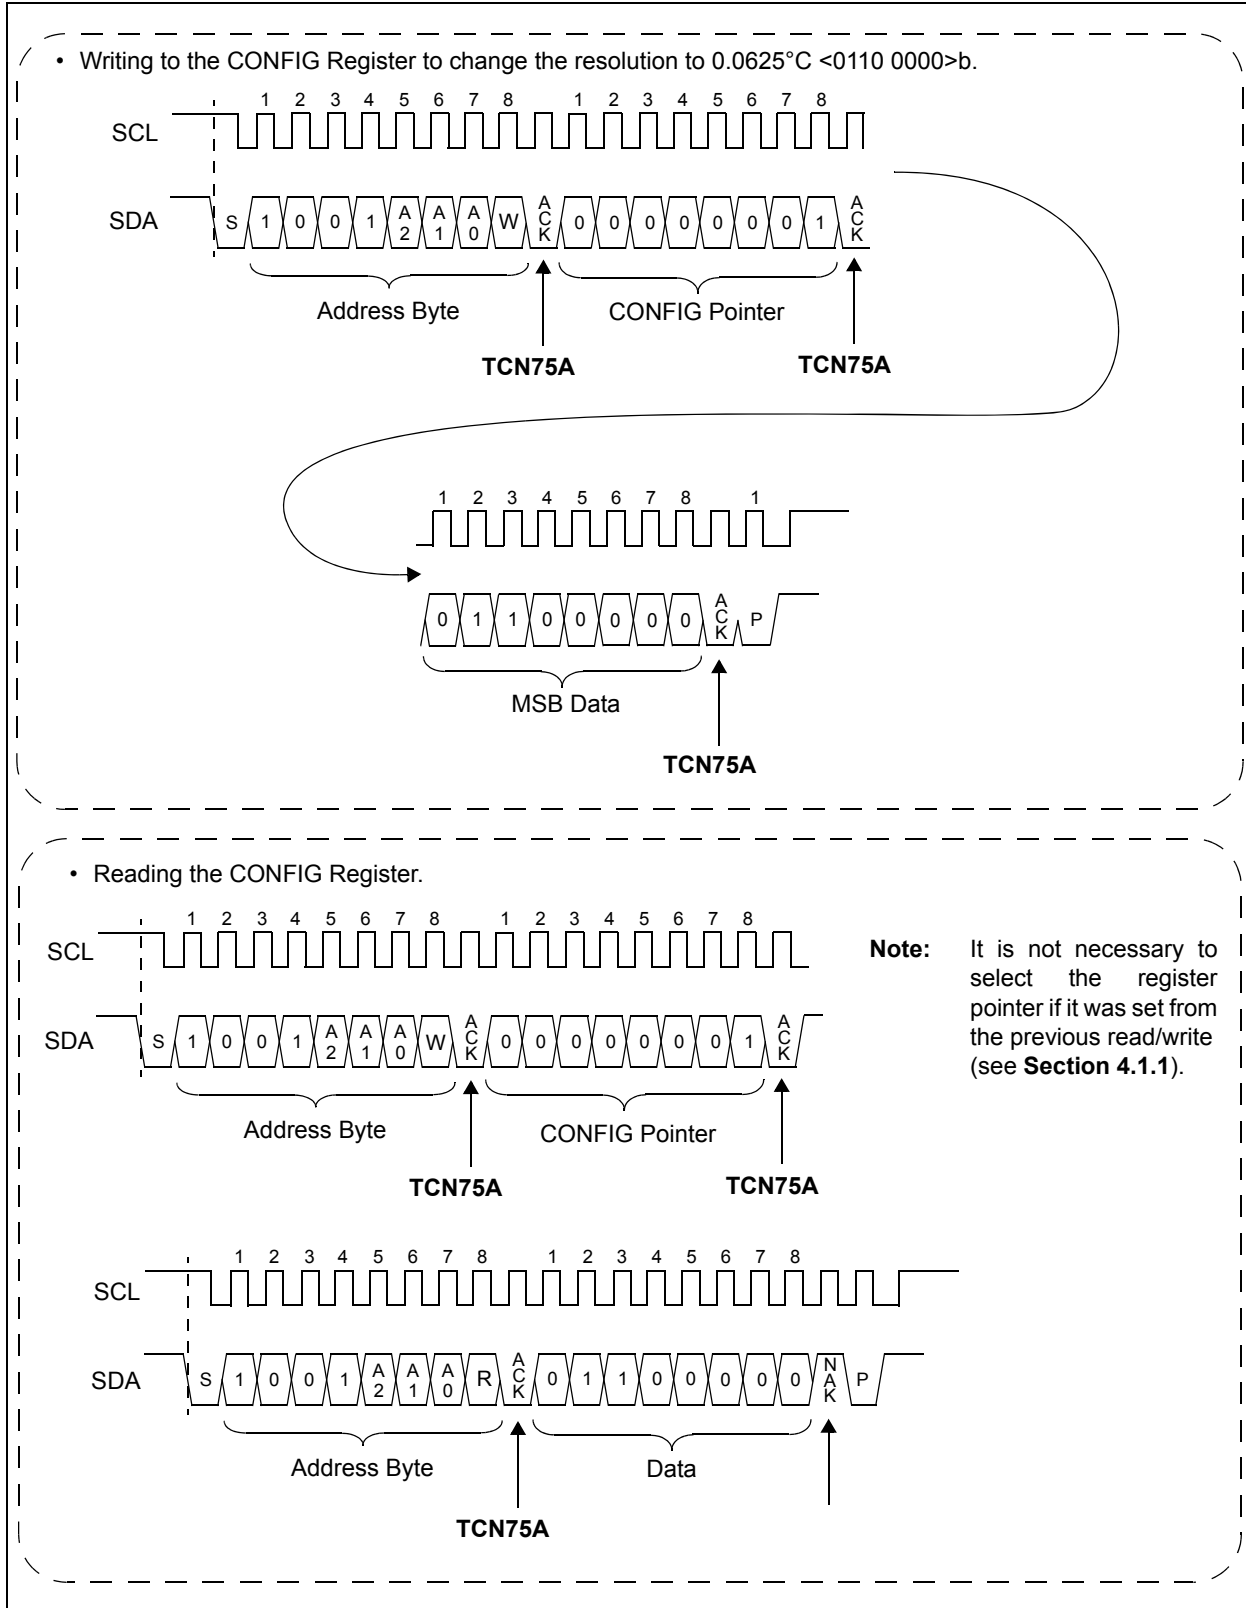 • Writing to the CONFIG Register to change the resolution to 0.0625°C <0110 0000>b.
1 2 3 4 5 6 7 8 1 2 3 4 5 6 7 8
SCL
SDA S 1 0 0 1 A2 A1 A0 W ACK 0 0 0 0 0 0 0 1 ACK
Address Byte CONFIG Pointer
TCN75A TCN75A
1 2 3 4 5 6 7 8 1
0 1 1 0 0 0 0 0 ACK P
MSB Data
TCN75A
• Reading the CONFIG Register.
1 2 3 4 5 6 7 8 1 2 3 4 5 6 7 8
SCL
SDA S 1 0 0 1 A2 A1 A0 W ACK 0 0 0 0 0 0 0 1 ACK
Address Byte CONFIG Pointer
TCN75A TCN75A
Note: It is not necessary to
select the register
pointer if it was set from
the previous read/write
(see Section 4.1.1).
1 2 3 4 5 6 7 8 1 2 3 4 5 6 7 8
SCL
SDA S 1 0 0 1 A2 A1 A0 R ACK 0 1 1 0 0 0 0 0 NAK P
Address Byte Data
TCN75A